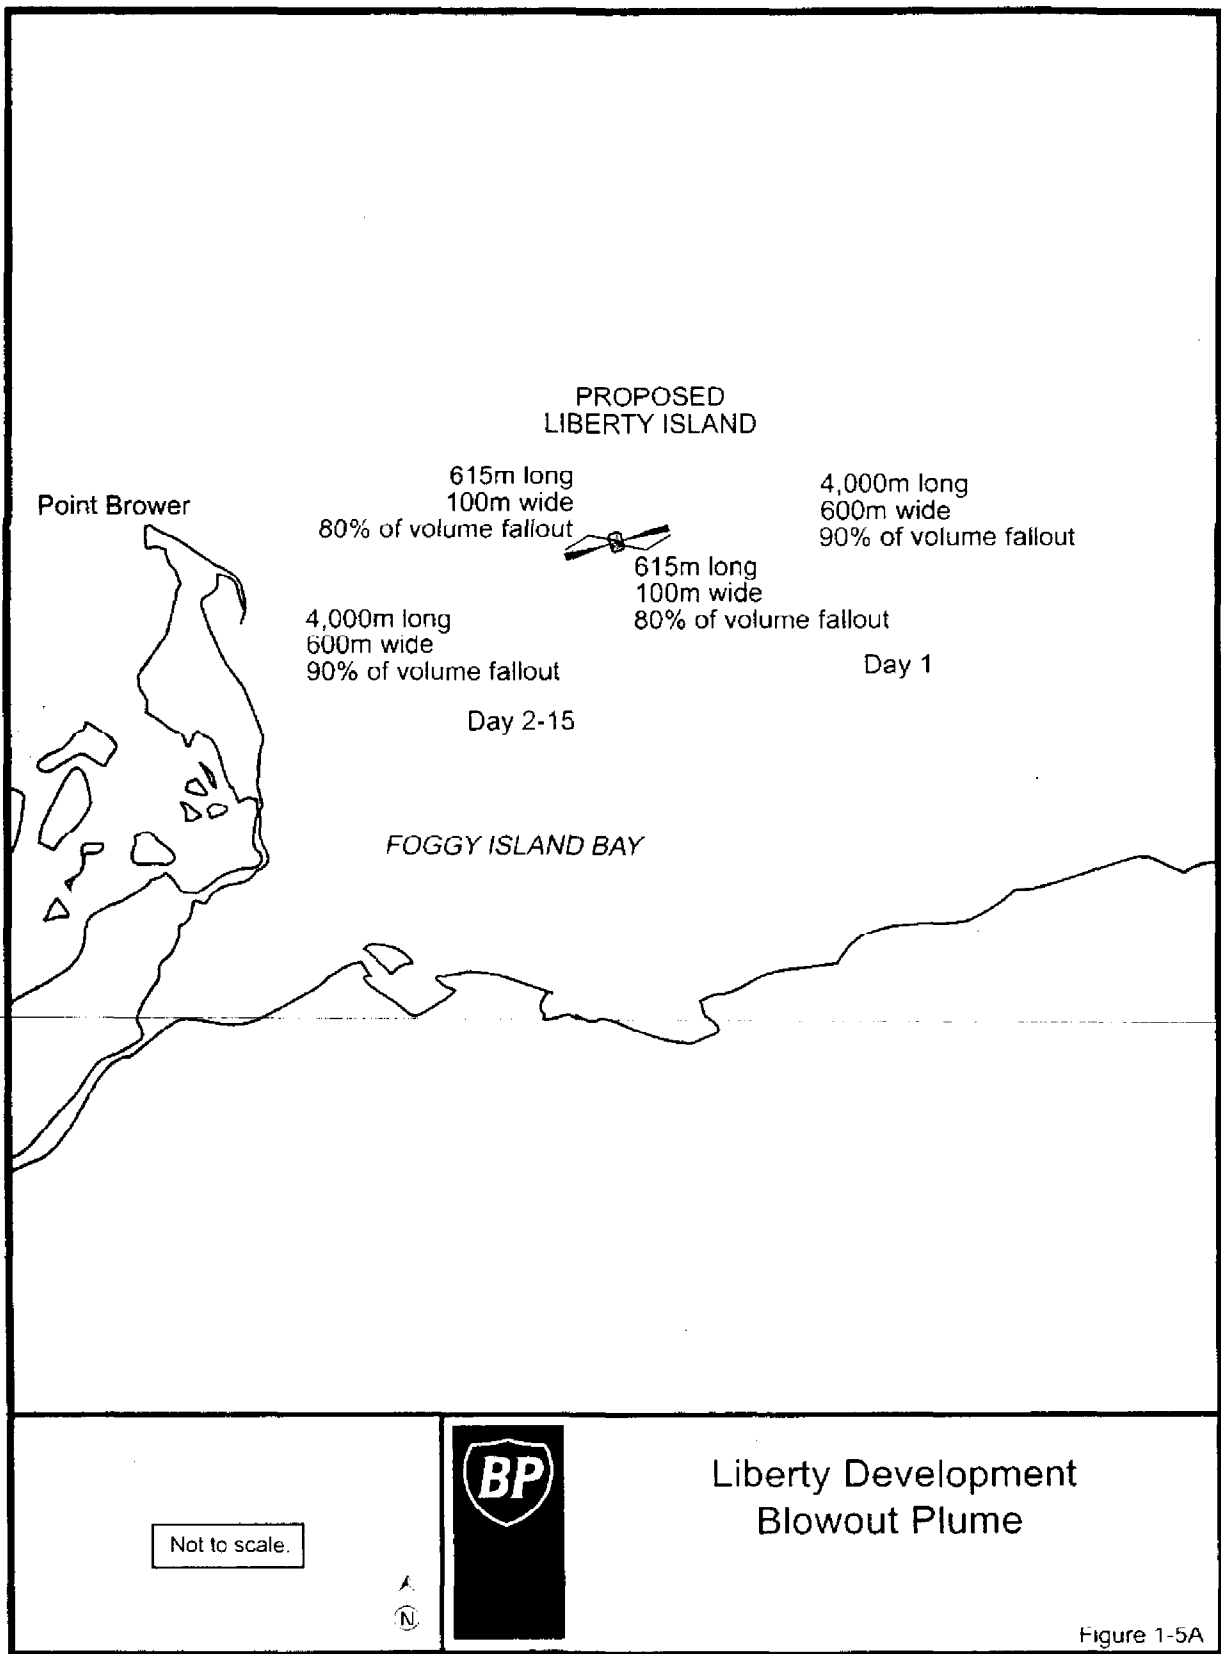 PROPOSED
LIBERTY ISLAND
615m long
100m wide
80% of volume fallout
4,000m long
600m wide
90% of volume fallout
Point Brower
615m long
100m wide
80% of volume fallout
4,000m long
600m wide
90% of volume fallout
Day 1
Day 2-15
FOGGY ISLAND BAY
Not to scale.
N
BP
Liberty Development
Blowout Plume
Figure 1-5A